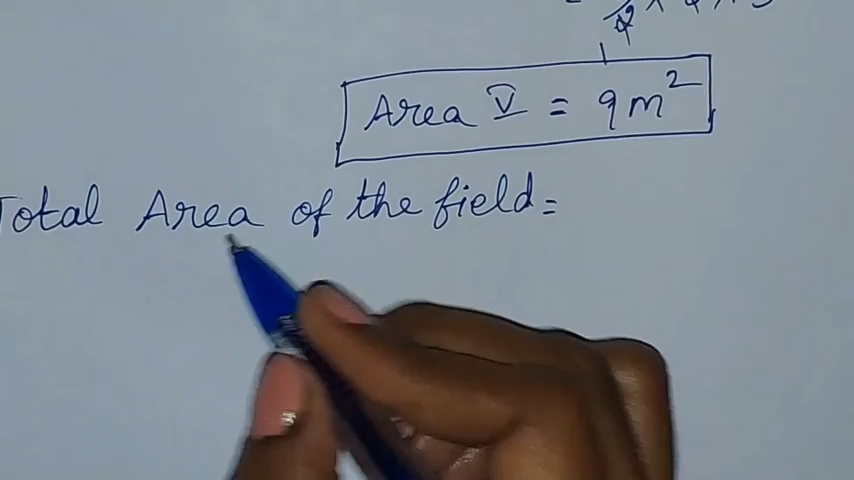 Area V = 9m²
Total Area of the field =